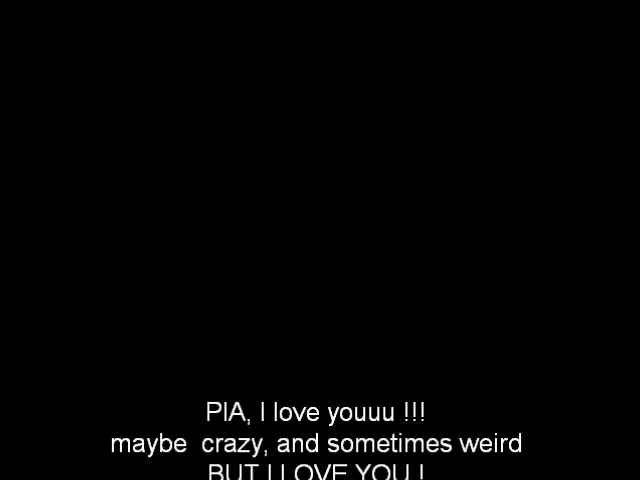 PIA, I love youuu !!!
maybe  crazy, and sometimes weird
BUT I LOVE YOU !